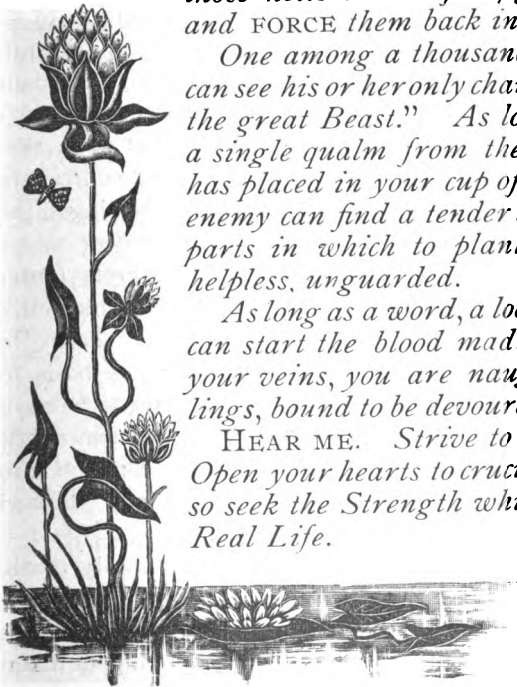 and FORCE them back in
One among a thousand
can see his or her only cha
the great Beast." As lo
a single qualm from the
has placed in your cup of
enemy can find a tender
parts in which to plan
helpless, unguarded.
As long as a word, a loo
can start the blood mad
your veins, you are nau
lings, bound to be devour
HEAR ME. Strive to
Open your hearts to cruci
so seek the Strength whi
Real Life.